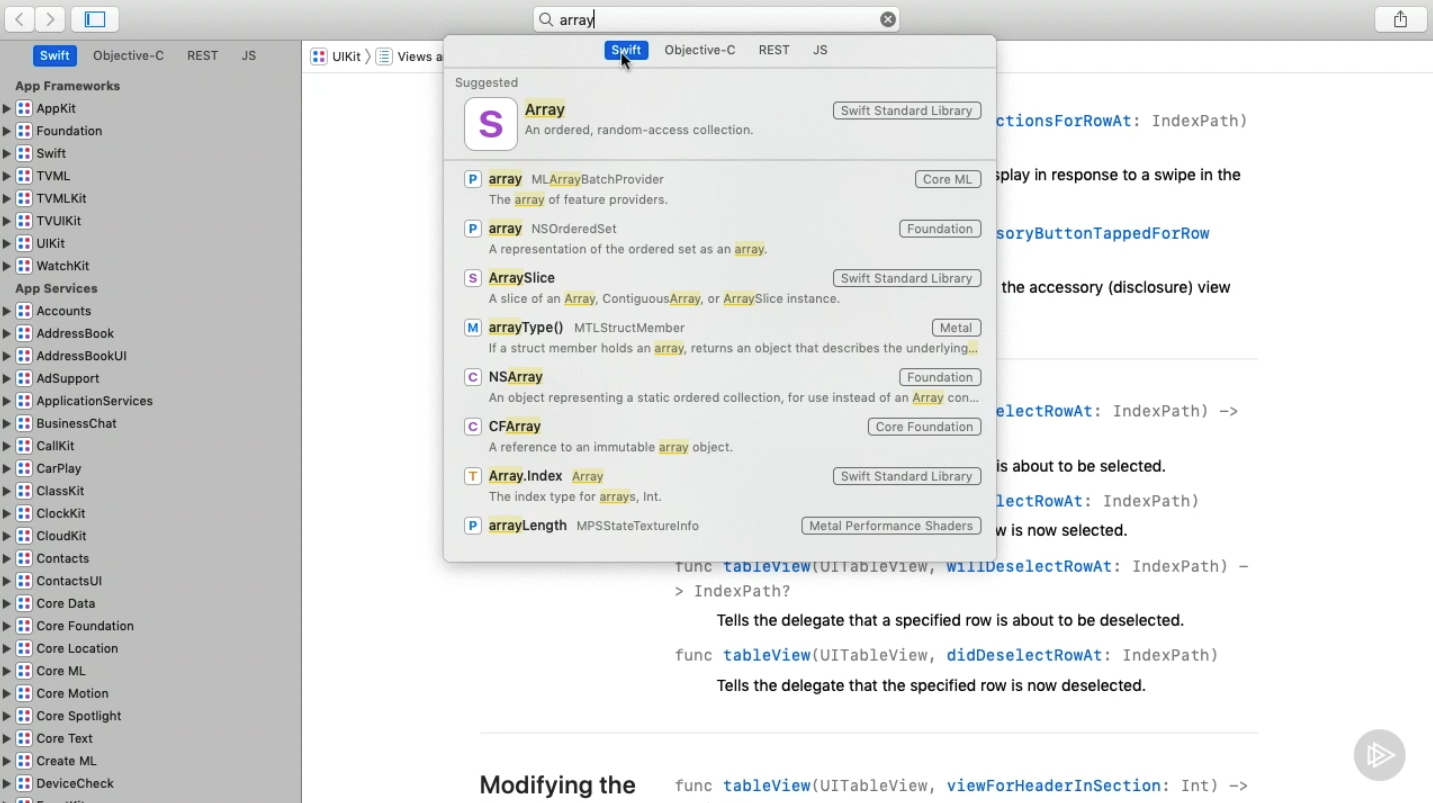 array
Swift Objective-C REST JS
App Frameworks
AppKit
Foundation
Swift
TVML
TVMLKit
TVUIKit
UIKit
WatchKit
App Services
Accounts
AddressBook
AddressBookUI
AdSupport
ApplicationServices
BusinessChat
CallKit
CarPlay
ClassKit
ClockKit
CloudKit
Contacts
ContactsUI
Core Data
Core Foundation
Core Location
Core ML
Core Motion
Core Spotlight
Core Text
Create ML
DeviceCheck
UIKit 〉 Views a
Swift Objective-C REST JS
Suggested
S Array Swift Standard Library
An ordered, random-access collection.
P array MLArrayBatchProvider Core ML
The array of feature providers.
P array NSOrderedSet Foundation
A representation of the ordered set as an array.
S ArraySlice Swift Standard Library
A slice of an Array, ContiguousArray, or ArraySlice instance.
M arrayType() MTLStructMember Metal
If a struct member holds an array, returns an object that describes the underlying...
C NSArray Foundation
An object representing a static ordered collection, for use instead of an Array con...
C CFArray Core Foundation
A reference to an immutable array object.
T Array.Index Array Swift Standard Library
The index type for arrays, Int.
P arrayLength MPSStateTextureInfo Metal Performance Shaders
ctionsForRowAt: IndexPath)
splay in response to a swipe in the
soryButtonTappedForRow
the accessory (disclosure) view
electRowAt: IndexPath) ->
is about to be selected.
lectRowAt: IndexPath)
w is now selected.
func tableView(UITableView, willDeselectRowAt: IndexPath) -
> IndexPath?
Tells the delegate that a specified row is about to be deselected.
func tableView(UITableView, didDeselectRowAt: IndexPath)
Tells the delegate that the specified row is now deselected.
Modifying the func tableView(UITableView, viewForHeaderInSection: Int) ->